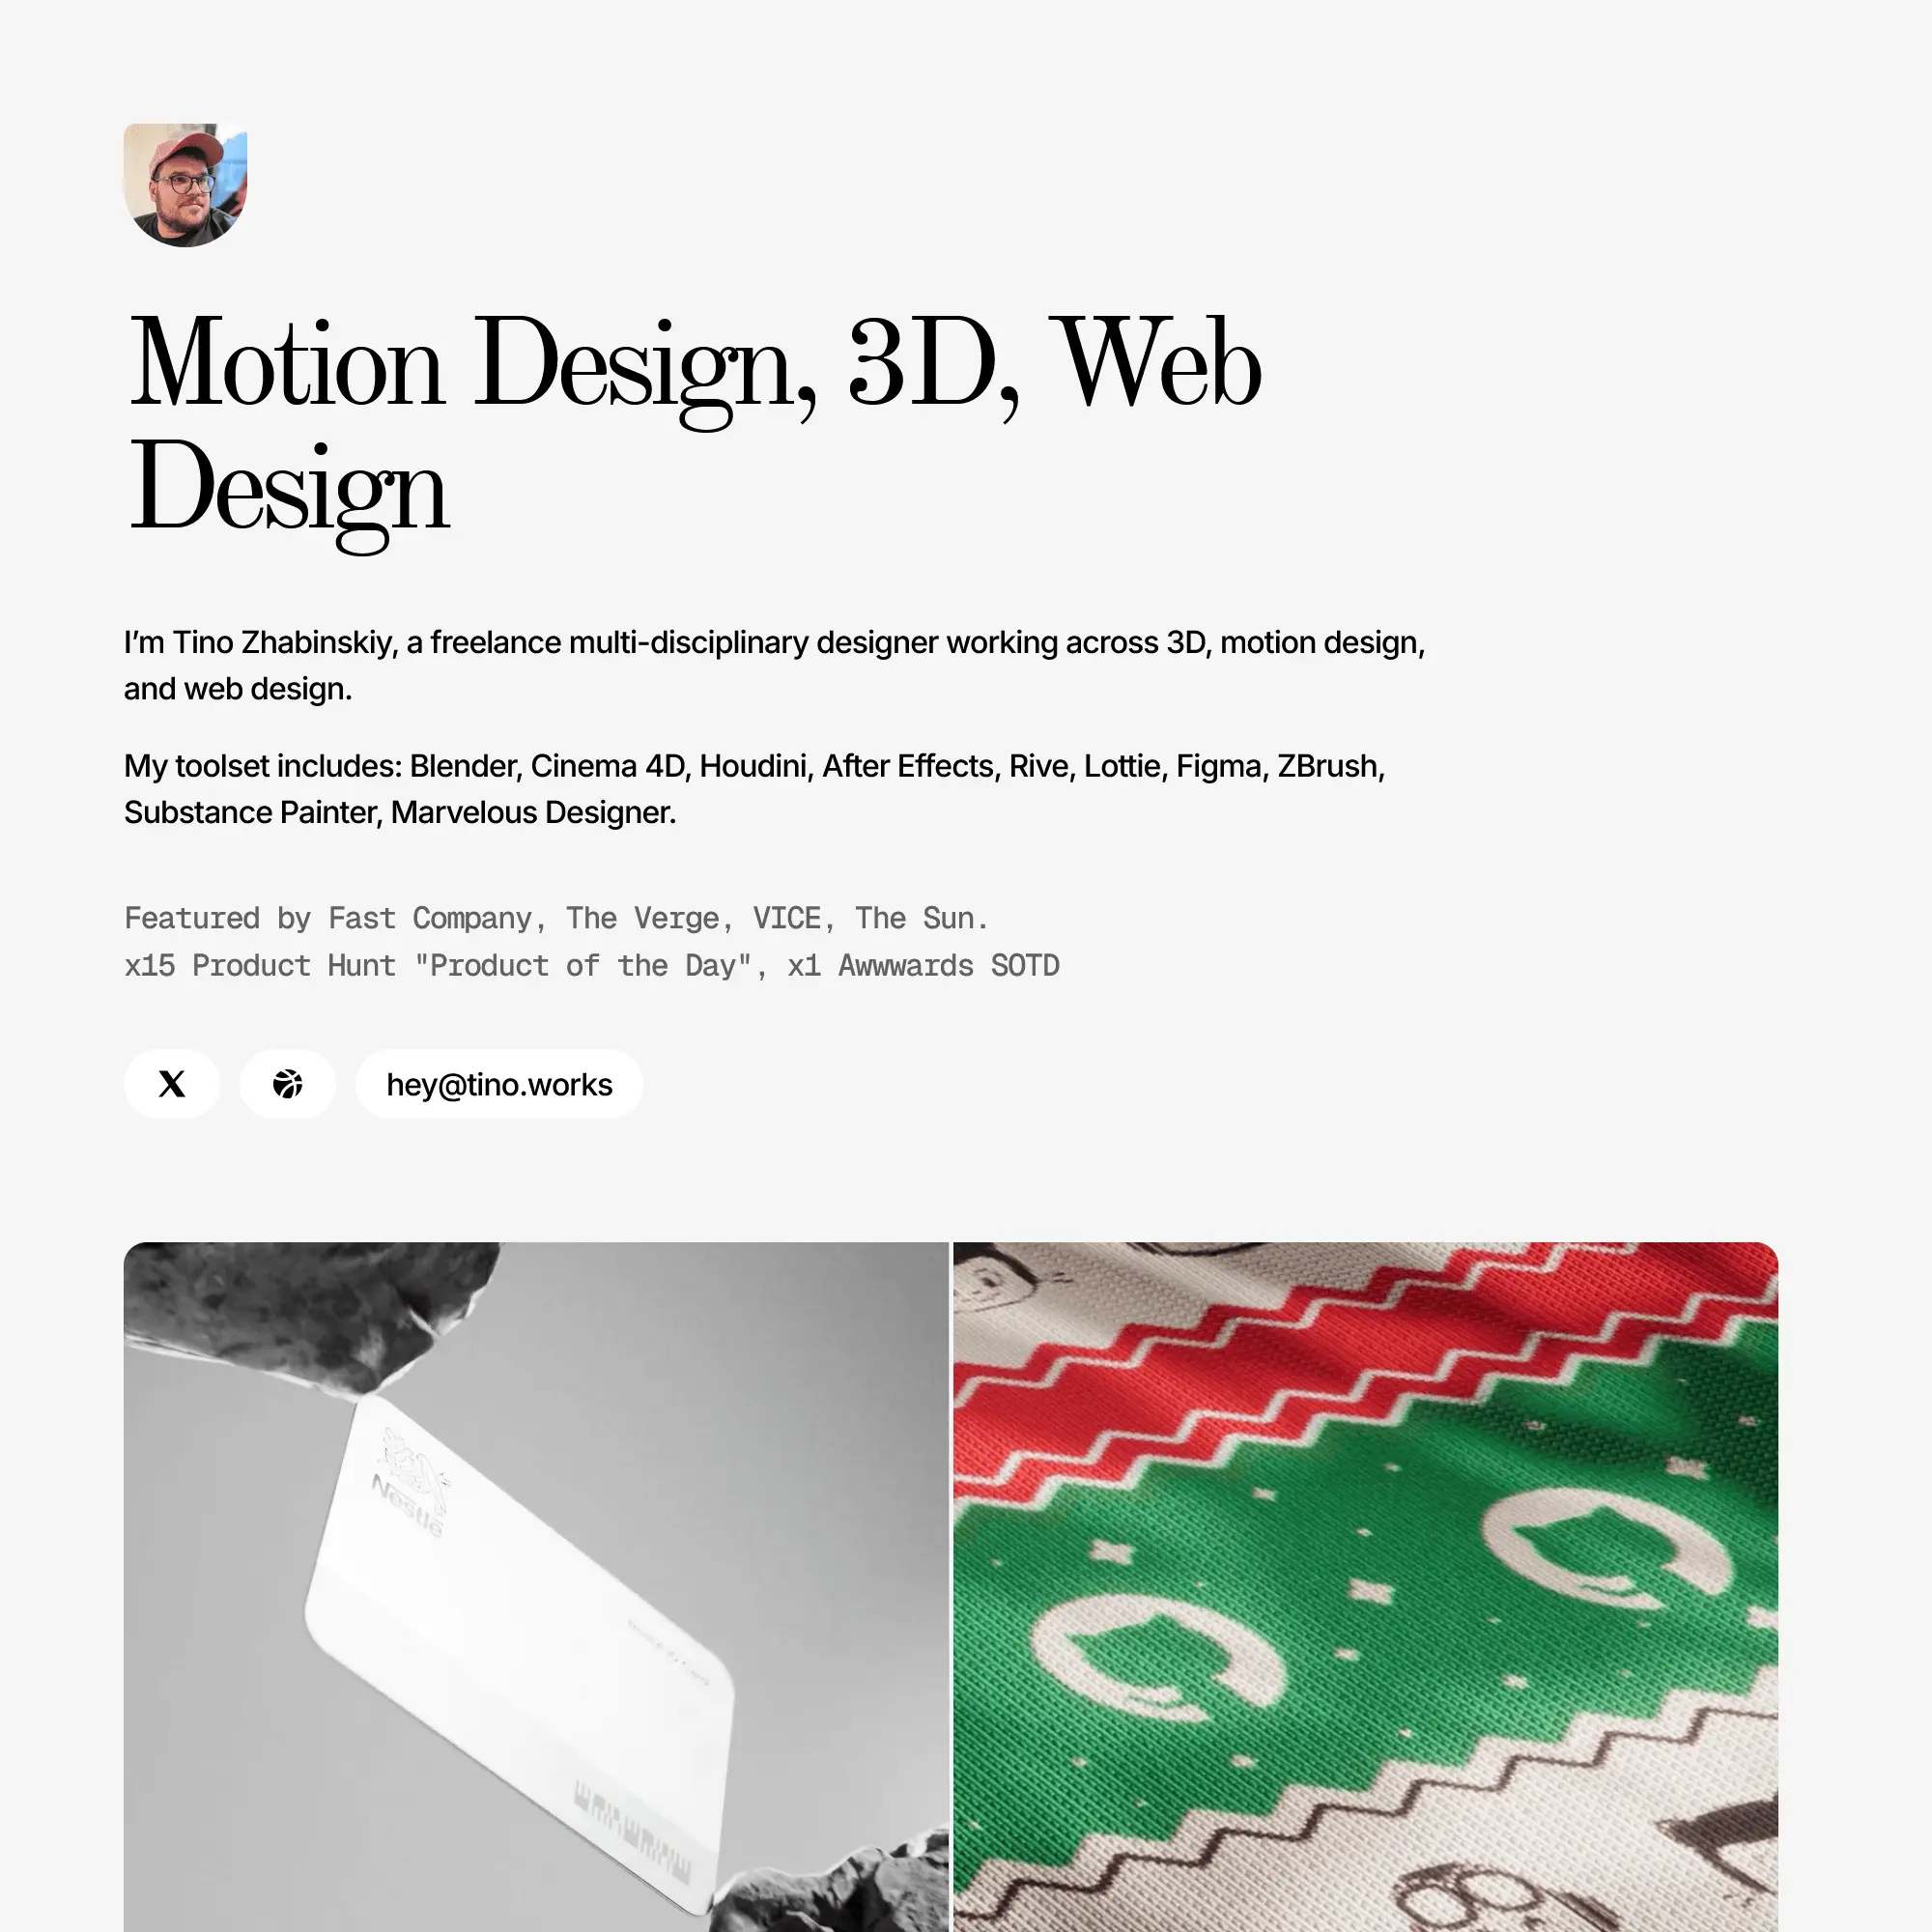 Motion Design, 3D, Web
Design
I’m Tino Zhabinskiy, a freelance multi-disciplinary designer working across 3D, motion design,
and web design.
My toolset includes: Blender, Cinema 4D, Houdini, After Effects, Rive, Lottie, Figma, ZBrush,
Substance Painter, Marvelous Designer.
Featured by Fast Company, The Verge, VICE, The Sun.
x15 Product Hunt "Product of the Day", x1 Awwwards SOTD
hey@tino.works
Nestlé